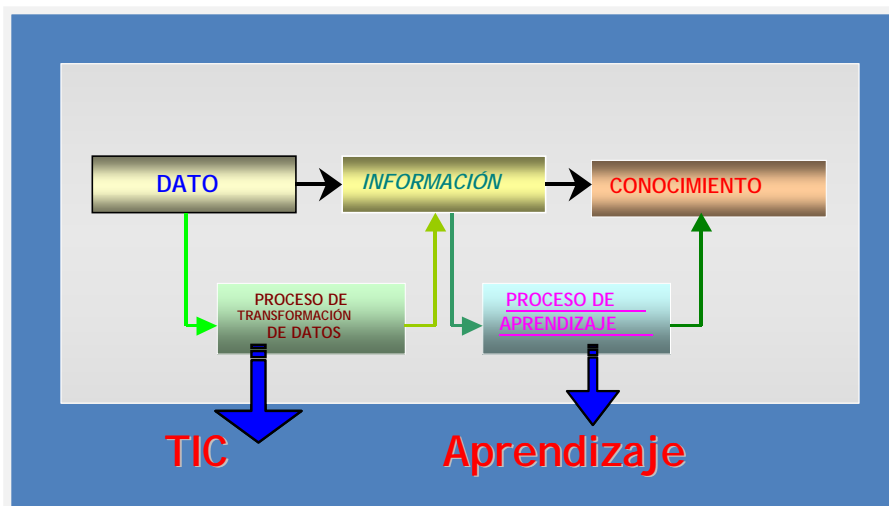 DATO
INFORMACIÓN
CONOCIMIENTO
PROCESO DE
TRANSFORMACIÓN
DE DATOS
PROCESO DE
APRENDIZAJE
TIC
Aprendizaje